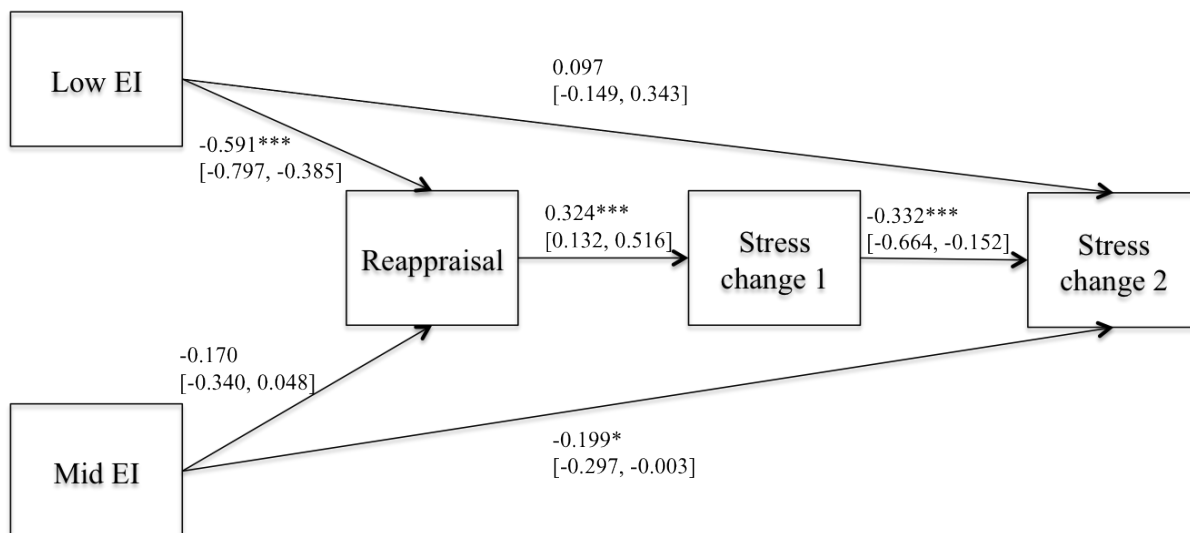 Low EI
0.097
[-0.149, 0.343]
-0.591***
[-0.797, -0.385]
Reappraisal
0.324***
[0.132, 0.516]
Stress
change 1
-0.332***
[-0.664, -0.152]
Stress
change 2
-0.170
[-0.340, 0.048]
Mid EI
-0.199*
[-0.297, -0.003]